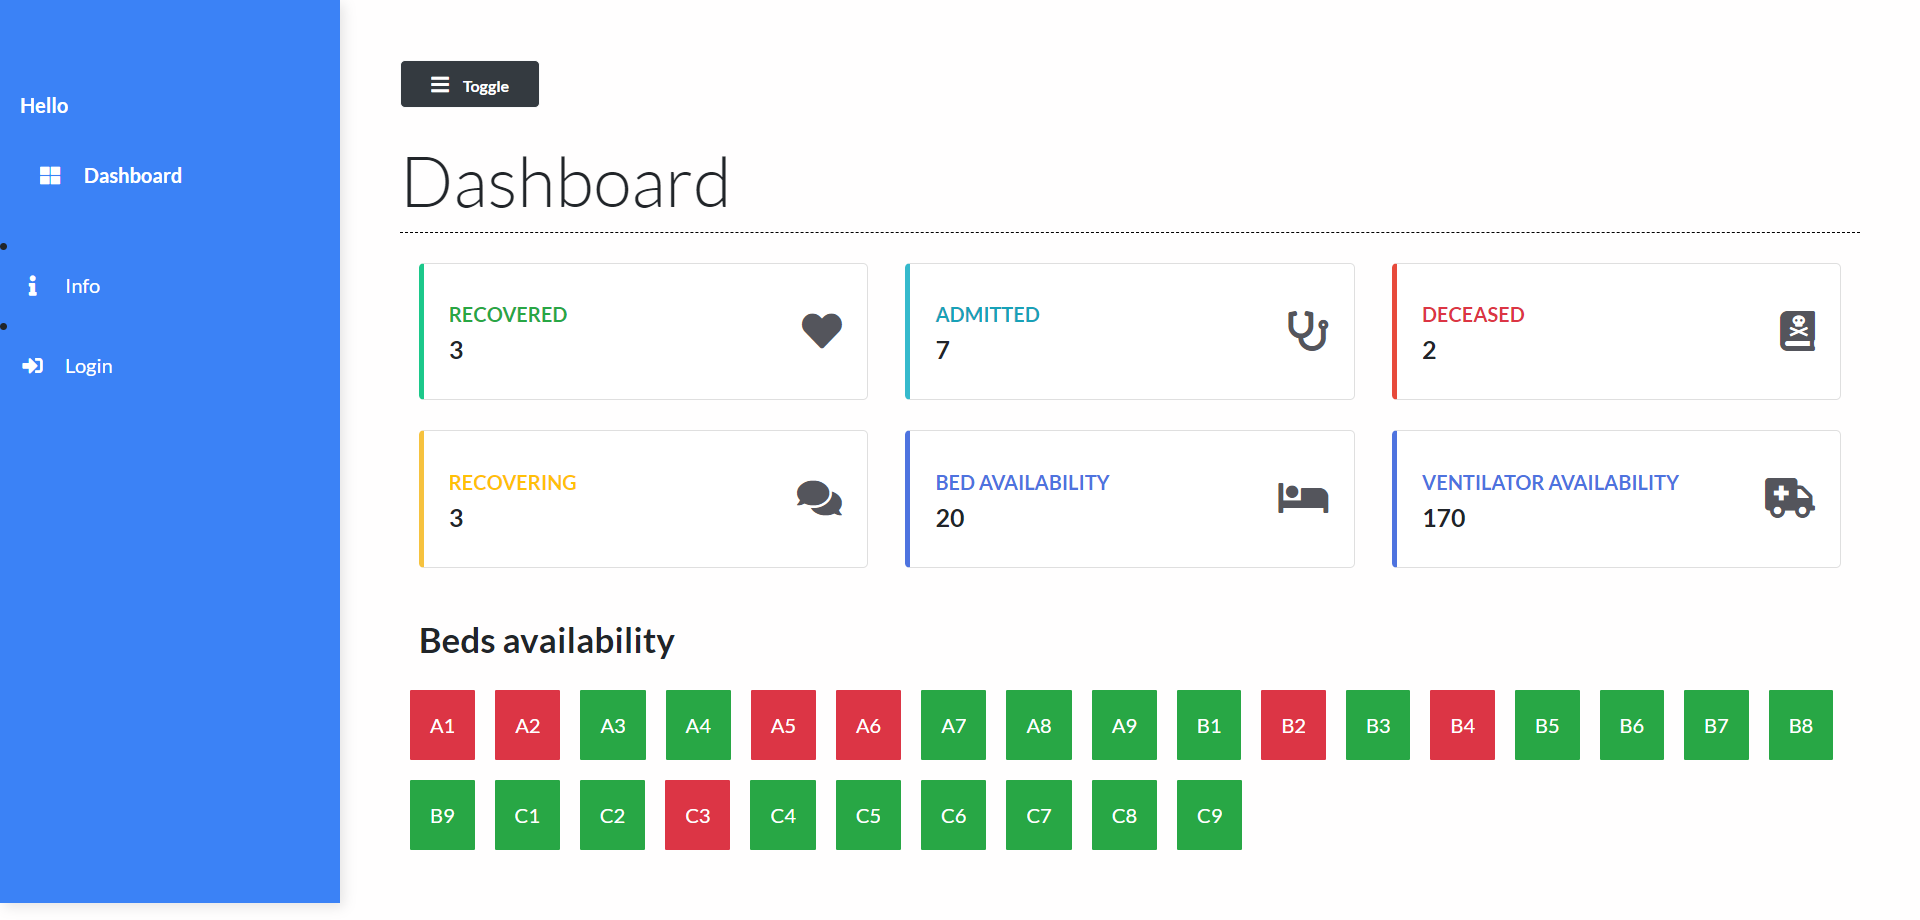 Hello
Dashboard
Info
Login
Toggle
Dashboard
RECOVERED
3
ADMITTED
7
DECEASED
2
RECOVERING
3
BED AVAILABILITY
20
VENTILATOR AVAILABILITY
170
Beds availability
A1 A2 A3 A4 A5 A6 A7 A8 A9 B1 B2 B3 B4 B5 B6 B7 B8
B9 C1 C2 C3 C4 C5 C6 C7 C8 C9